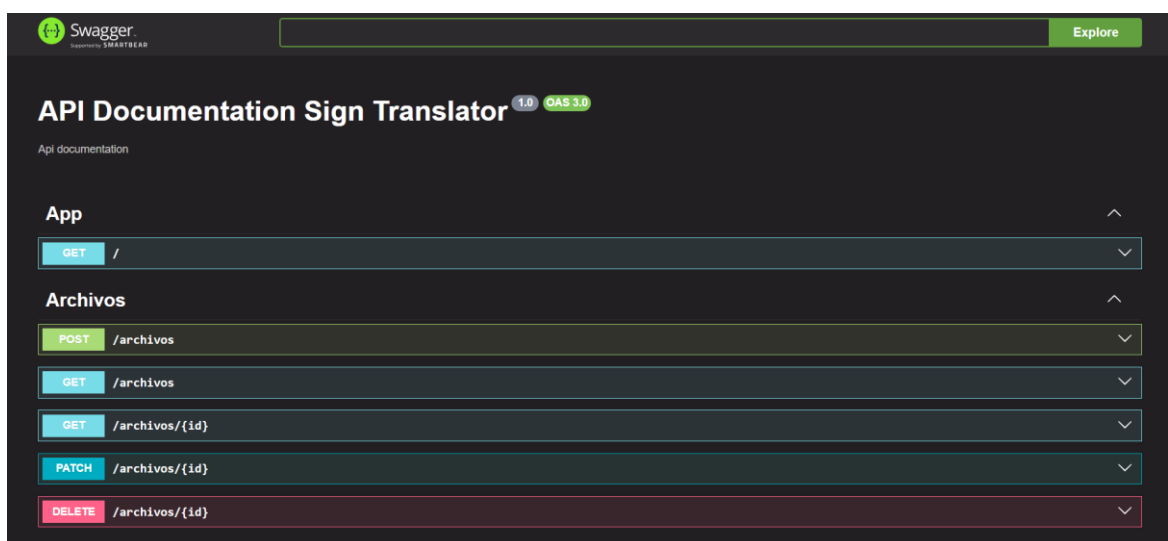 Swagger.
Supported by SMARTBEAR
Explore
API Documentation Sign Translator 1.0 OAS 3.0
Api documentation
App
GET /
Archivos
POST /archivos
GET /archivos
GET /archivos/{id}
PATCH /archivos/{id}
DELETE /archivos/{id}